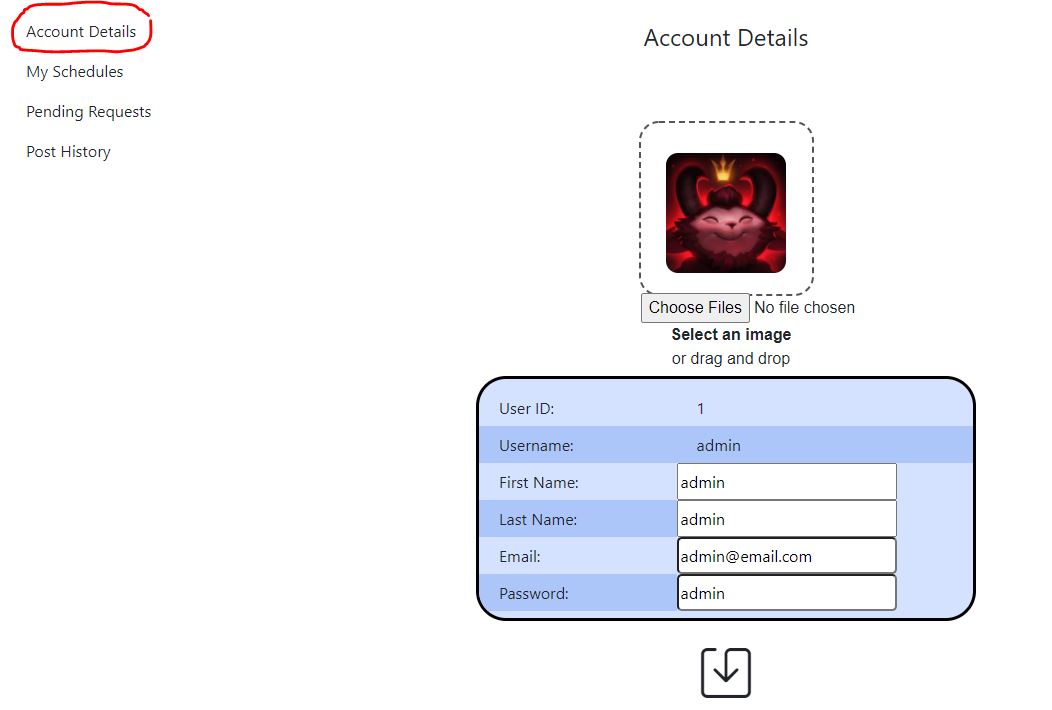 Account Details
My Schedules
Pending Requests
Post History
Account Details
Choose Files No file chosen
Select an image
or drag and drop
User ID: 1
Username: admin
First Name: admin
Last Name: admin
Email: admin@email.com
Password: admin